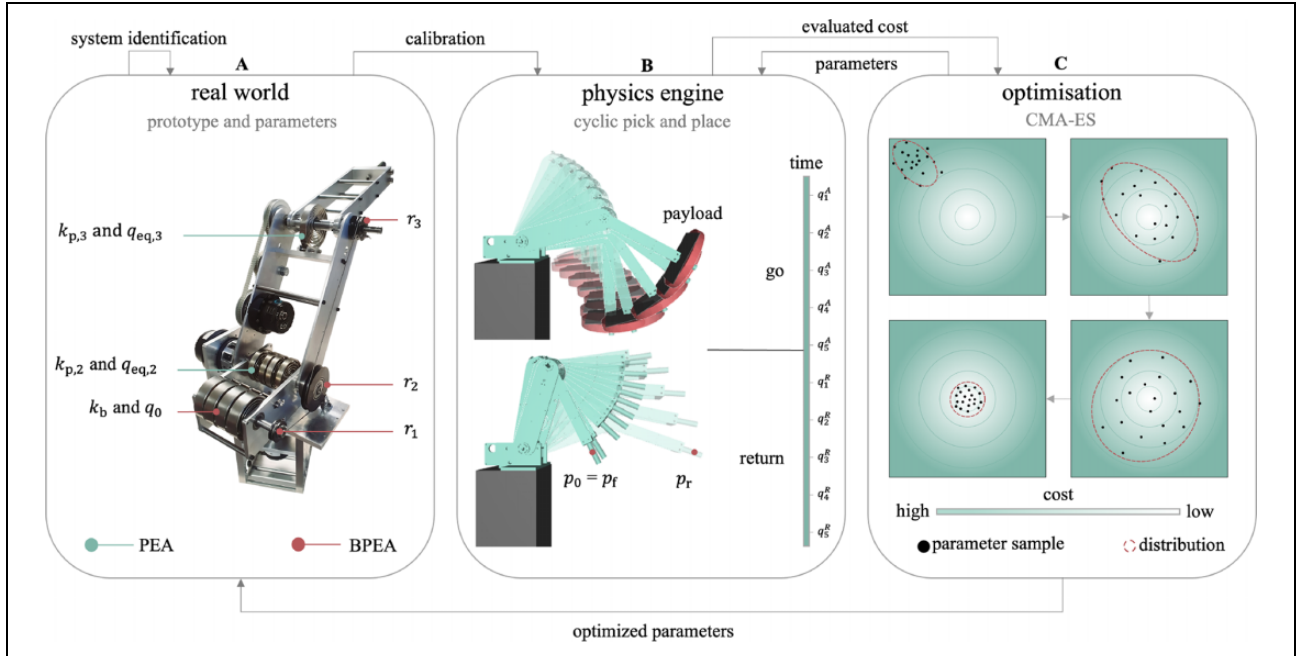 system identification
calibration
evaluated cost
parameters
A
real world
prototype and parameters
k_p,3 and q_eq,3
r_3
k_p,2 and q_eq,2
r_2
k_b and q_0
r_1
PEA
BPEA
B
physics engine
cyclic pick and place
time
payload
go
return
q_1^A
q_2^A
q_3^A
q_4^A
q_5^A
q_1^R
q_2^R
q_3^R
q_4^R
q_5^R
p_0 = p_f
p_r
C
optimisation
CMA-ES
cost
high
low
parameter sample
distribution
optimized parameters